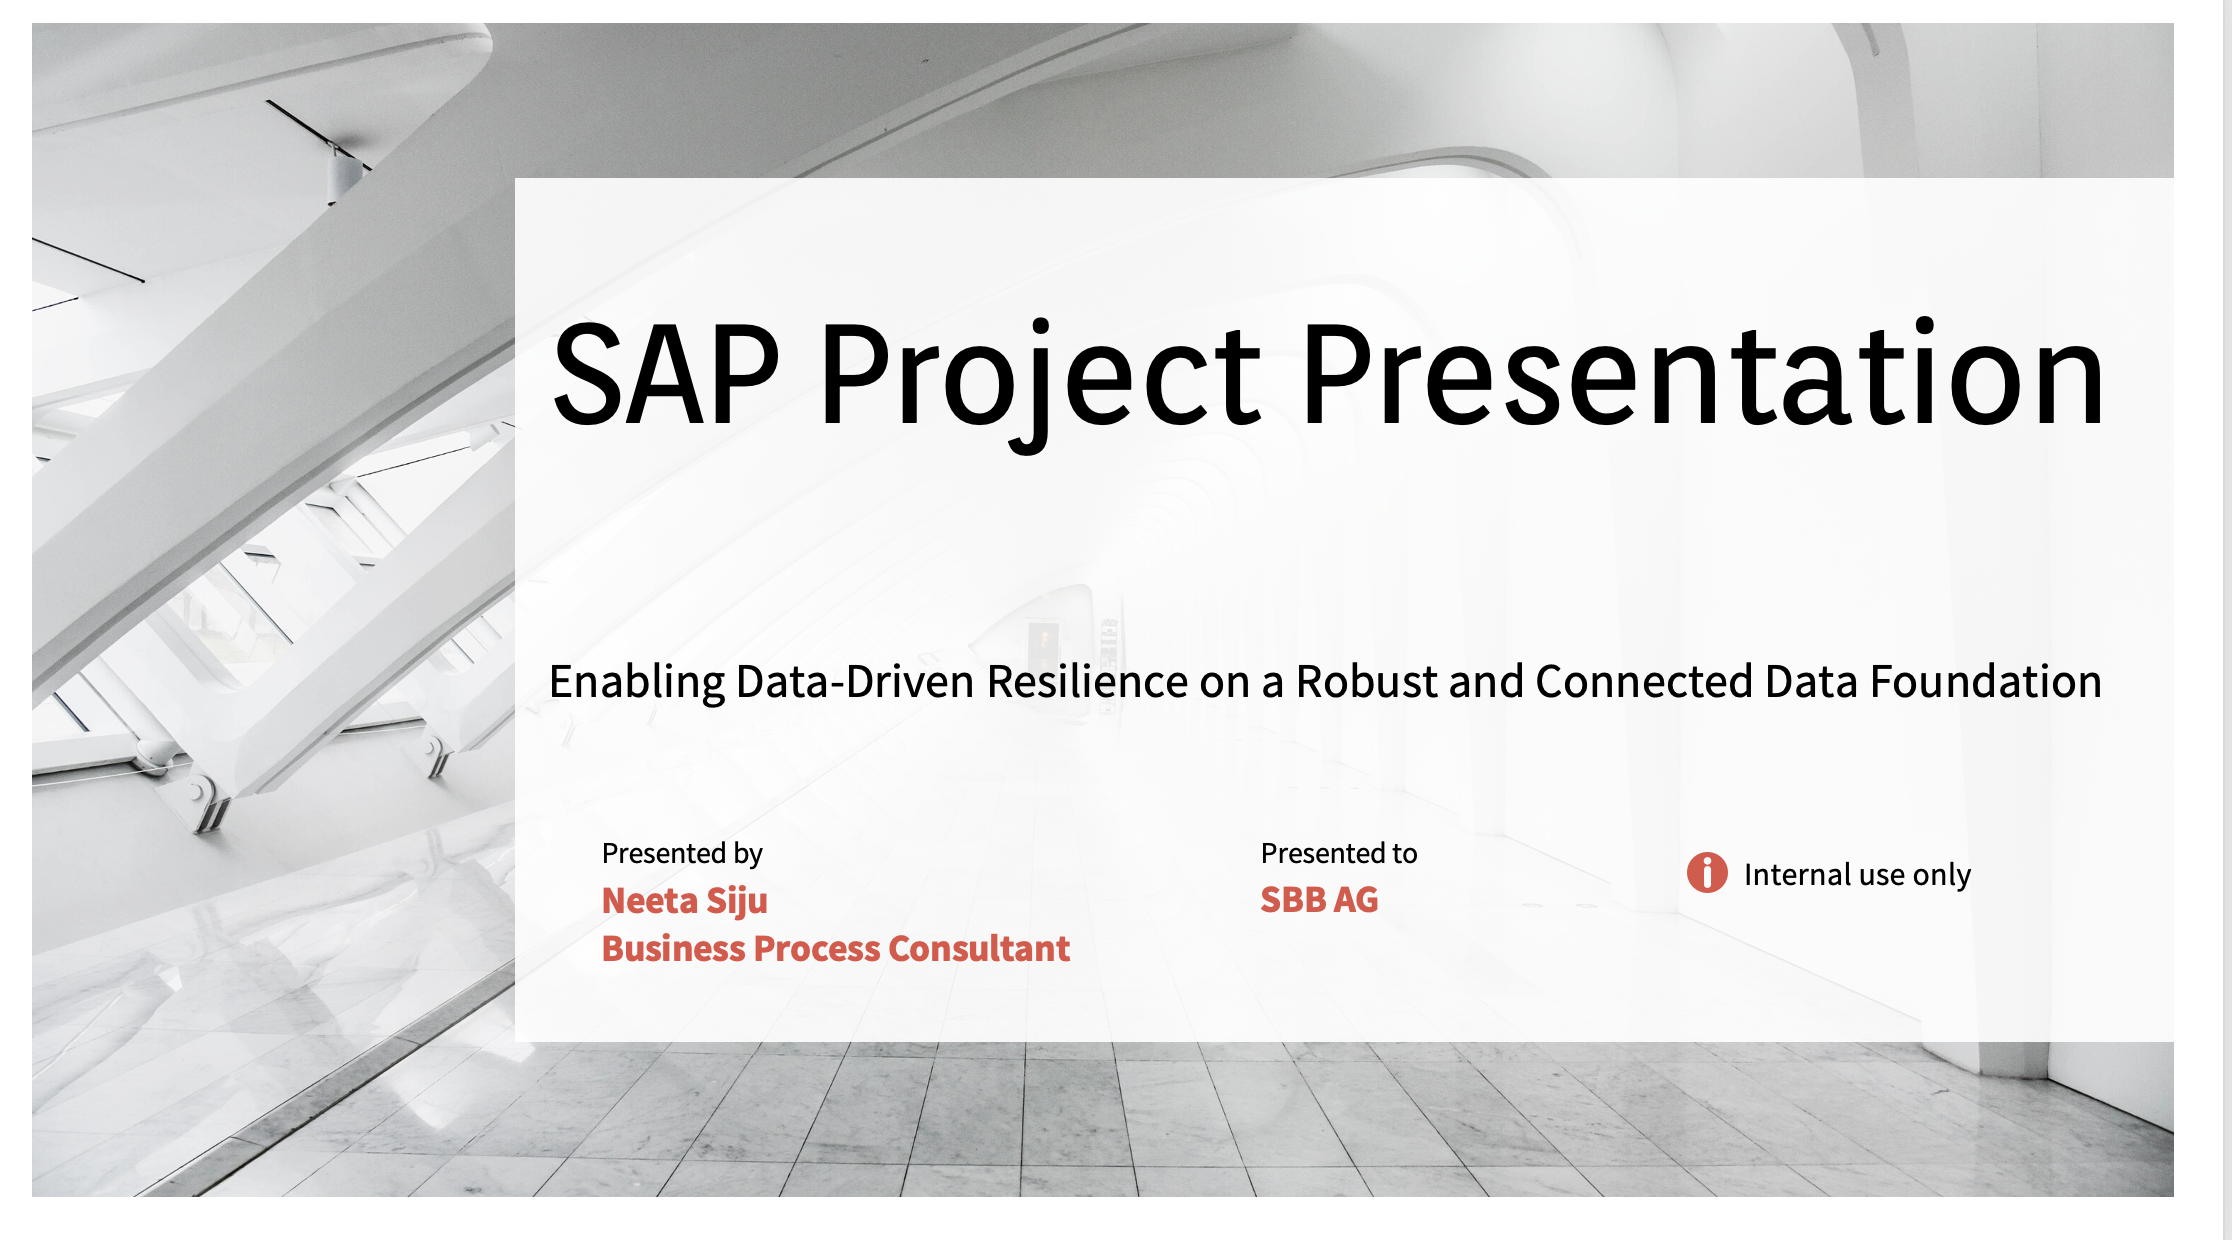 SAP Project Presentation
Enabling Data-Driven Resilience on a Robust and Connected Data Foundation
Presented by
Neeta Siju
Business Process Consultant
Presented to
SBB AG
Internal use only